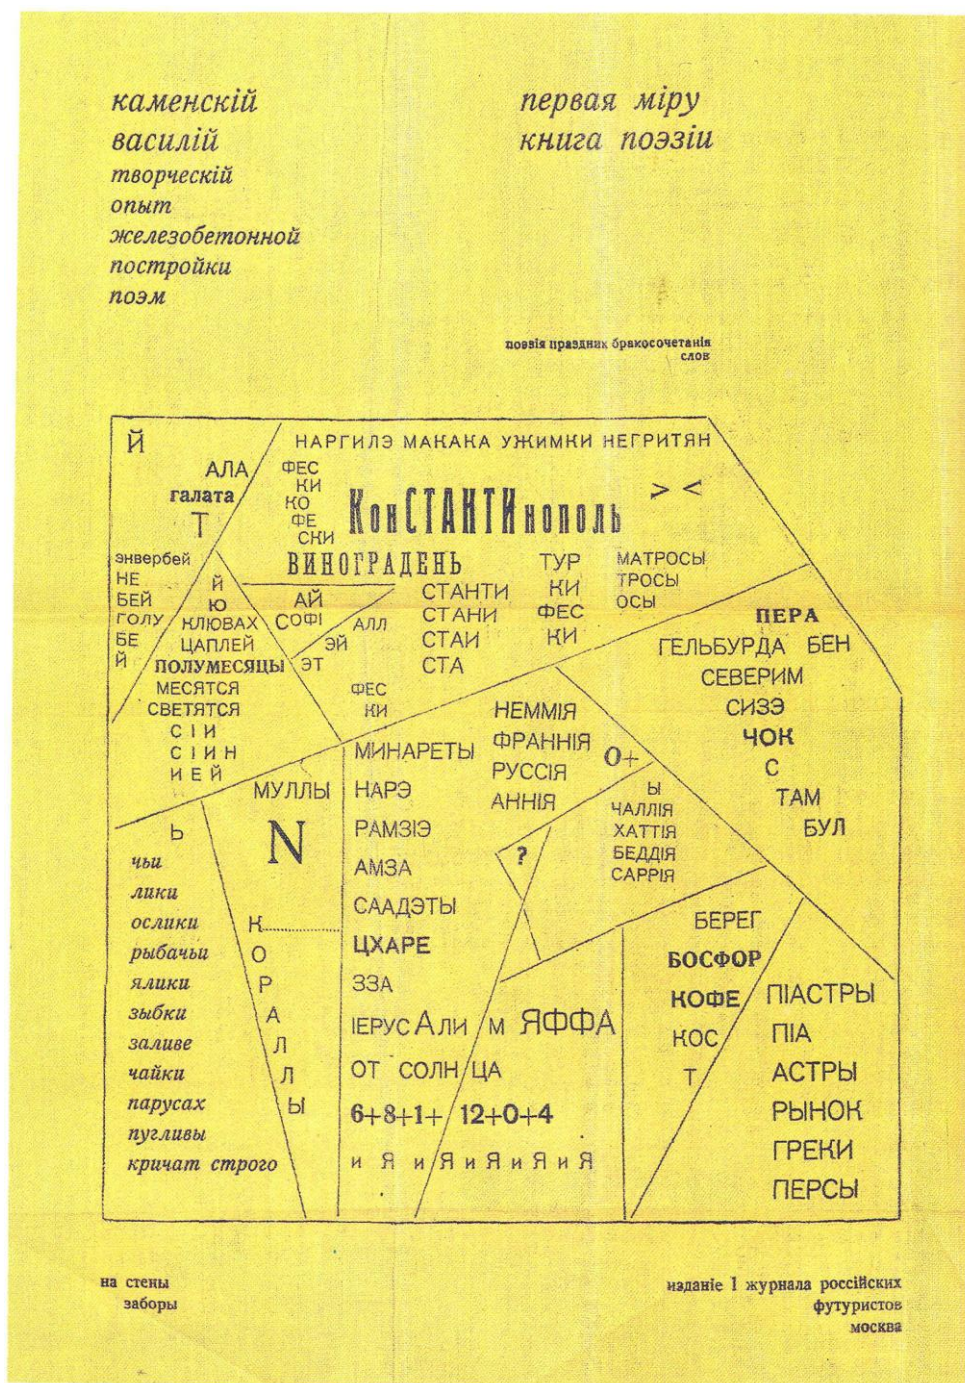 каменскій
василій
творческій
опыт
железобетонной
постройки
поэм
первая міру
книга поэзіи
поэзія праздник бракосочетанія
слов
Й
АЛА
галата
Т
НАРГИЛЭ МАКАКА УЖИМКИ НЕГРИТЯН
ФЕС
КИ
КО
ФЕ
СКИ
КонСТАНТИнополь
> <
ВИНОГРАДЕНЬ
ТУР
КИ
ФЕС
КИ
МАТРОСЫ
ТРОСЫ
ОСЫ
СТАНТИ
СТАНИ
СТАИ
СТА
энвербей
НЕ
БЕЙ
ГОЛУ
БЕ
Й
Й
Ю
КЛЮВАХ
ЦАПЛЕЙ
ПОЛУМЕСЯЦЫ
МЕСЯТСЯ
СВЕТЯТСЯ
СІИ
СІИН
ИЕЙ
АЙ
СОФІ
АЛЛ
ЭЙ
ЭТ
ФЕС
КИ
ПЕРА
ГЕЛЬБУРДА БЕН
СЕВЕРИМ
СИЗЭ
ЧОК
С
ТАМ
БУЛ
НЕММІЯ
ФРАННІЯ
РУССІЯ
АННІЯ
0+
Ы
ЧАЛЛІЯ
ХАТТІЯ
БЕДДІЯ
САРРІЯ
?
МУЛЛЫ
N
К
О
Р
А
Л
Л
Ы
МИНАРЕТЫ
НАРЭ
РАМЗІЭ
АМЗА
СААДЭТЫ
ЦХАРЕ
ЗЗА
ІЕРУСАЛИ М ЯФФА
ОТ СОЛНЦА
6+8+1+ 12+0+4
и Я и Я и Я и Я и Я
Ь
чьи
лики
ослики
рыбачьи
ялики
зыбки
заливе
чайки
парусах
пугливы
кричат строго
БЕРЕГ
БОСФОР
КОФЕ
КОС
Т
ПІАСТРЫ
ПІА
АСТРЫ
РЫНОК
ГРЕКИ
ПЕРСЫ
на стены
заборы
изданіе 1 журнала россійских
футуристов
москва